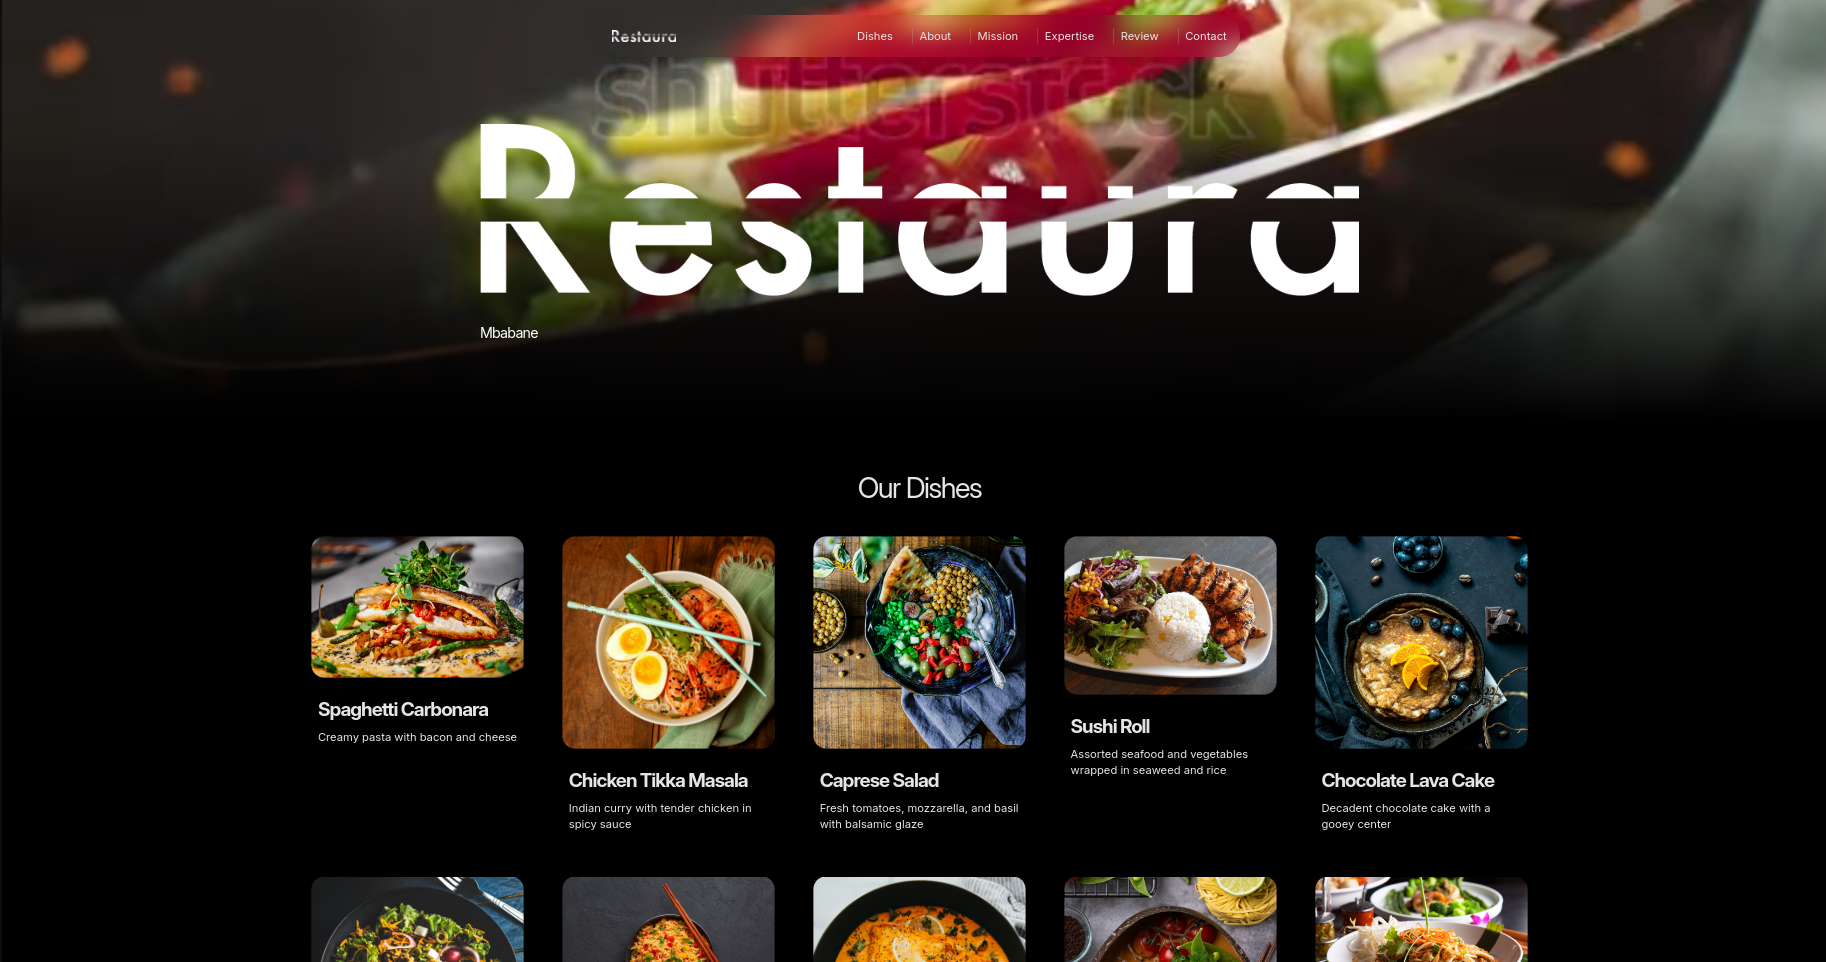 Restaura
Dishes
About
Mission
Expertise
Review
Contact
shutterstock
Restaura
Mbabane
Our Dishes
Spaghetti Carbonara
Creamy pasta with bacon and cheese
Chicken Tikka Masala
Indian curry with tender chicken in
spicy sauce
Caprese Salad
Fresh tomatoes, mozzarella, and basil
with balsamic glaze
Sushi Roll
Assorted seafood and vegetables
wrapped in seaweed and rice
Chocolate Lava Cake
Decadent chocolate cake with a
gooey center